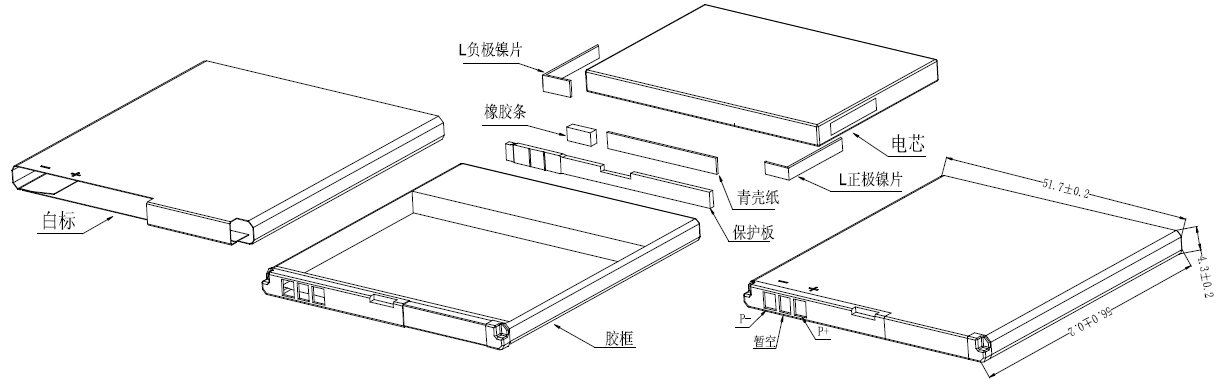 L负极镍片
橡胶条
电芯
L正极镍片
青壳纸
保护板
白标
胶框
51.7±0.2
4.3±0.2
56.0±0.2
− +
− +
P-
暂空
P+